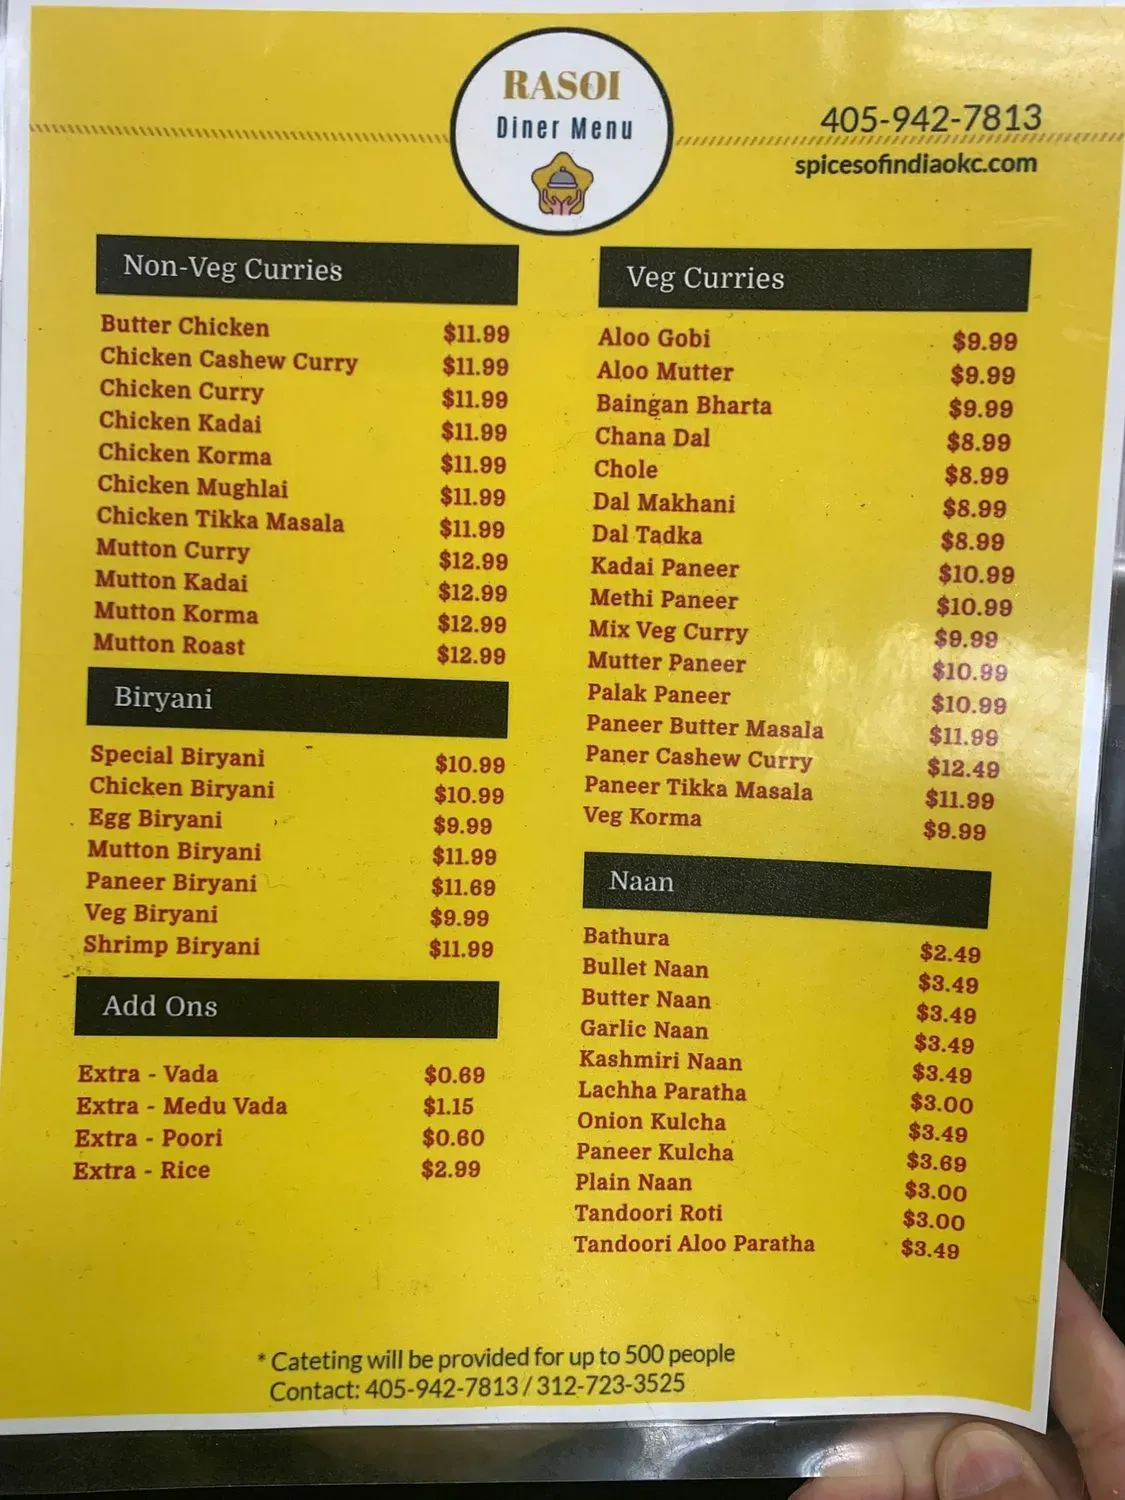 RASOI
Diner Menu
405-942-7813
spicesofindiaokc.com
Non-Veg Curries
Butter Chicken $11.99
Chicken Cashew Curry $11.99
Chicken Curry $11.99
Chicken Kadai $11.99
Chicken Korma $11.99
Chicken Mughlai $11.99
Chicken Tikka Masala $11.99
Mutton Curry $12.99
Mutton Kadai $12.99
Mutton Korma $12.99
Mutton Roast $12.99
Biryani
Special Biryani $10.99
Chicken Biryani $10.99
Egg Biryani $9.99
Mutton Biryani $11.99
Paneer Biryani $11.69
Veg Biryani $9.99
Shrimp Biryani $11.99
Add Ons
Extra - Vada $0.69
Extra - Medu Vada $1.15
Extra - Poori $0.60
Extra - Rice $2.99
Veg Curries
Aloo Gobi $9.99
Aloo Mutter $9.99
Baingan Bharta $9.99
Chana Dal $8.99
Chole $8.99
Dal Makhani $8.99
Dal Tadka $8.99
Kadai Paneer $10.99
Methi Paneer $10.99
Mix Veg Curry $9.99
Mutter Paneer $10.99
Palak Paneer $10.99
Paneer Butter Masala $11.99
Paner Cashew Curry $12.49
Paneer Tikka Masala $11.99
Veg Korma $9.99
Naan
Bathura $2.49
Bullet Naan $3.49
Butter Naan $3.49
Garlic Naan $3.49
Kashmiri Naan $3.49
Lachha Paratha $3.00
Onion Kulcha $3.49
Paneer Kulcha $3.69
Plain Naan $3.00
Tandoori Roti $3.00
Tandoori Aloo Paratha $3.49
* Cateting will be provided for up to 500 people
Contact: 405-942-7813 / 312-723-3525